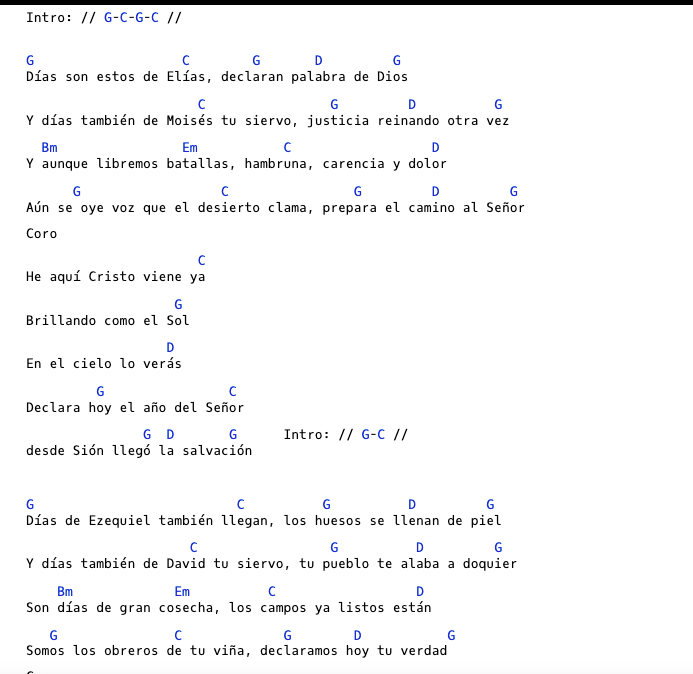 Intro: // G-C-G-C //
G                   C        G       D         G
Días son estos de Elías, declaran palabra de Dios
                      C                G         D          G
Y días también de Moisés tu siervo, justicia reinando otra vez
  Bm                Em           C                  D
Y aunque libremos batallas, hambruna, carencia y dolor
      G                  C                G         D         G
Aún se oye voz que el desierto clama, prepara el camino al Señor
Coro
                      C
He aquí Cristo viene ya
                   G
Brillando como el Sol
                  D
En el cielo lo verás
         G                C
Declara hoy el año del Señor
               G  D       G      Intro: // G-C //
desde Sión llegó la salvación
G                          C          G          D         G
Días de Ezequiel también llegan, los huesos se llenan de piel
                     C                 G          D         G
Y días también de David tu siervo, tu pueblo te alaba a doquier
    Bm             Em          C                  D
Son días de gran cosecha, los campos ya listos están
   G               C             G        D           G
Somos los obreros de tu viña, declaramos hoy tu verdad